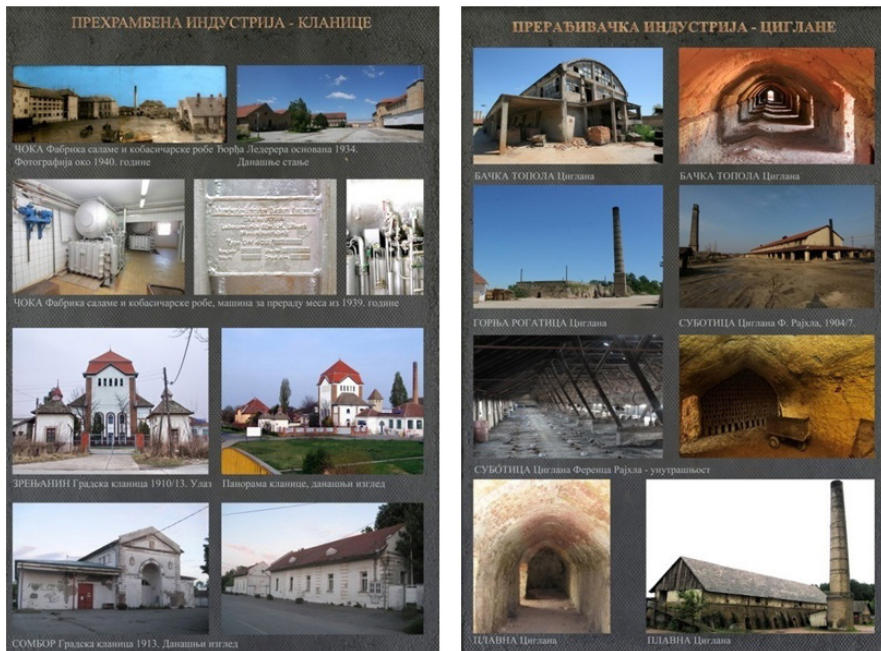 ПРЕХРАМБЕНА ИНДУСТРИЈА - КЛАНИЦЕ
ЧОКА Фабрика саламе и кобасичарске робе Ђорђа Ледерера основана 1934.
Фотографија око 1940. године
Данашње стање
ЧОКА Фабрика саламе и кобасичарске робе, машина за прераду меса из 1939. године
ЗРЕЊАНИН Градска кланица 1910/13. Улаз
Панорама кланице, данашњи изглед
СОМБОР Градска кланица 1913. Данашњи изглед
ПРЕРАЂИВАЧКА ИНДУСТРИЈА - ЦИГЛАНЕ
БАЧКА ТОПОЛА Циглана
БАЧКА ТОПОЛА Циглана
ГОРЊА РОГАТИЦА Циглана
СУБОТИЦА Циглана Ф. Рајхла, 1904/7.
СУБОТИЦА Циглана Ференца Рајхла - унутрашњост
ПЛАВНА Циглана
ПЛАВНА Циглана